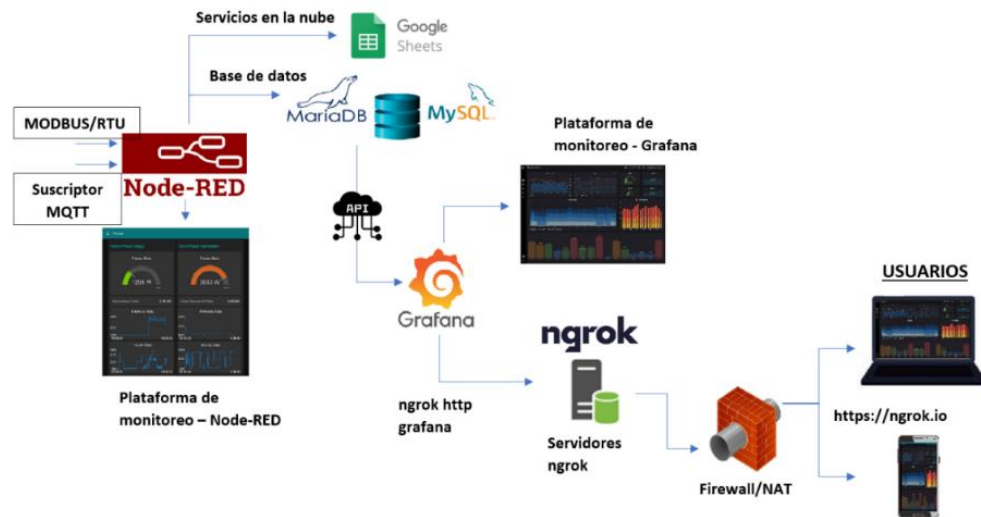 Servicios en la nube
Google
Sheets
Base de datos
MariaDB
MySQL
MODBUS/RTU
Suscriptor
MQTT
Node-RED
Plataforma de
monitoreo – Node-RED
API
Plataforma de
monitoreo - Grafana
Grafana
ngrok http
grafana
ngrok
Servidores
ngrok
Firewall/NAT
USUARIOS
https://ngrok.io